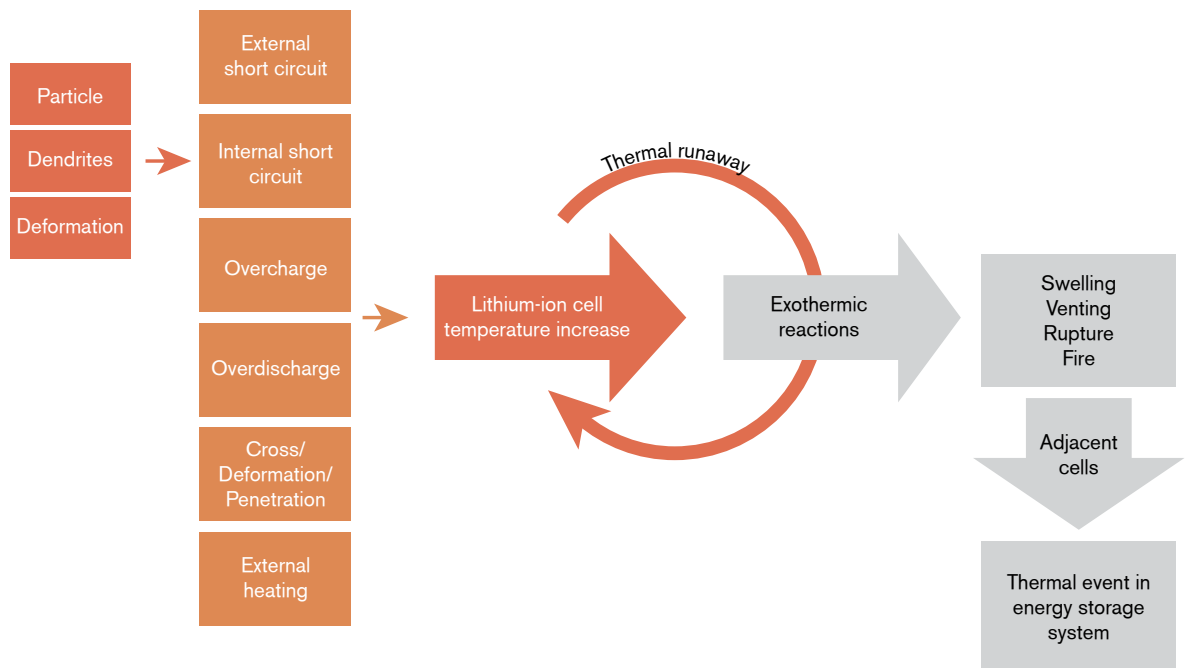 Particle
Dendrites
Deformation
External
short circuit
Internal short
circuit
Overcharge
Overdischarge
Cross/
Deformation/
Penetration
External
heating
Thermal runaway
Lithium-ion cell
temperature increase
Exothermic
reactions
Swelling
Venting
Rupture
Fire
Adjacent
cells
Thermal event in
energy storage
system